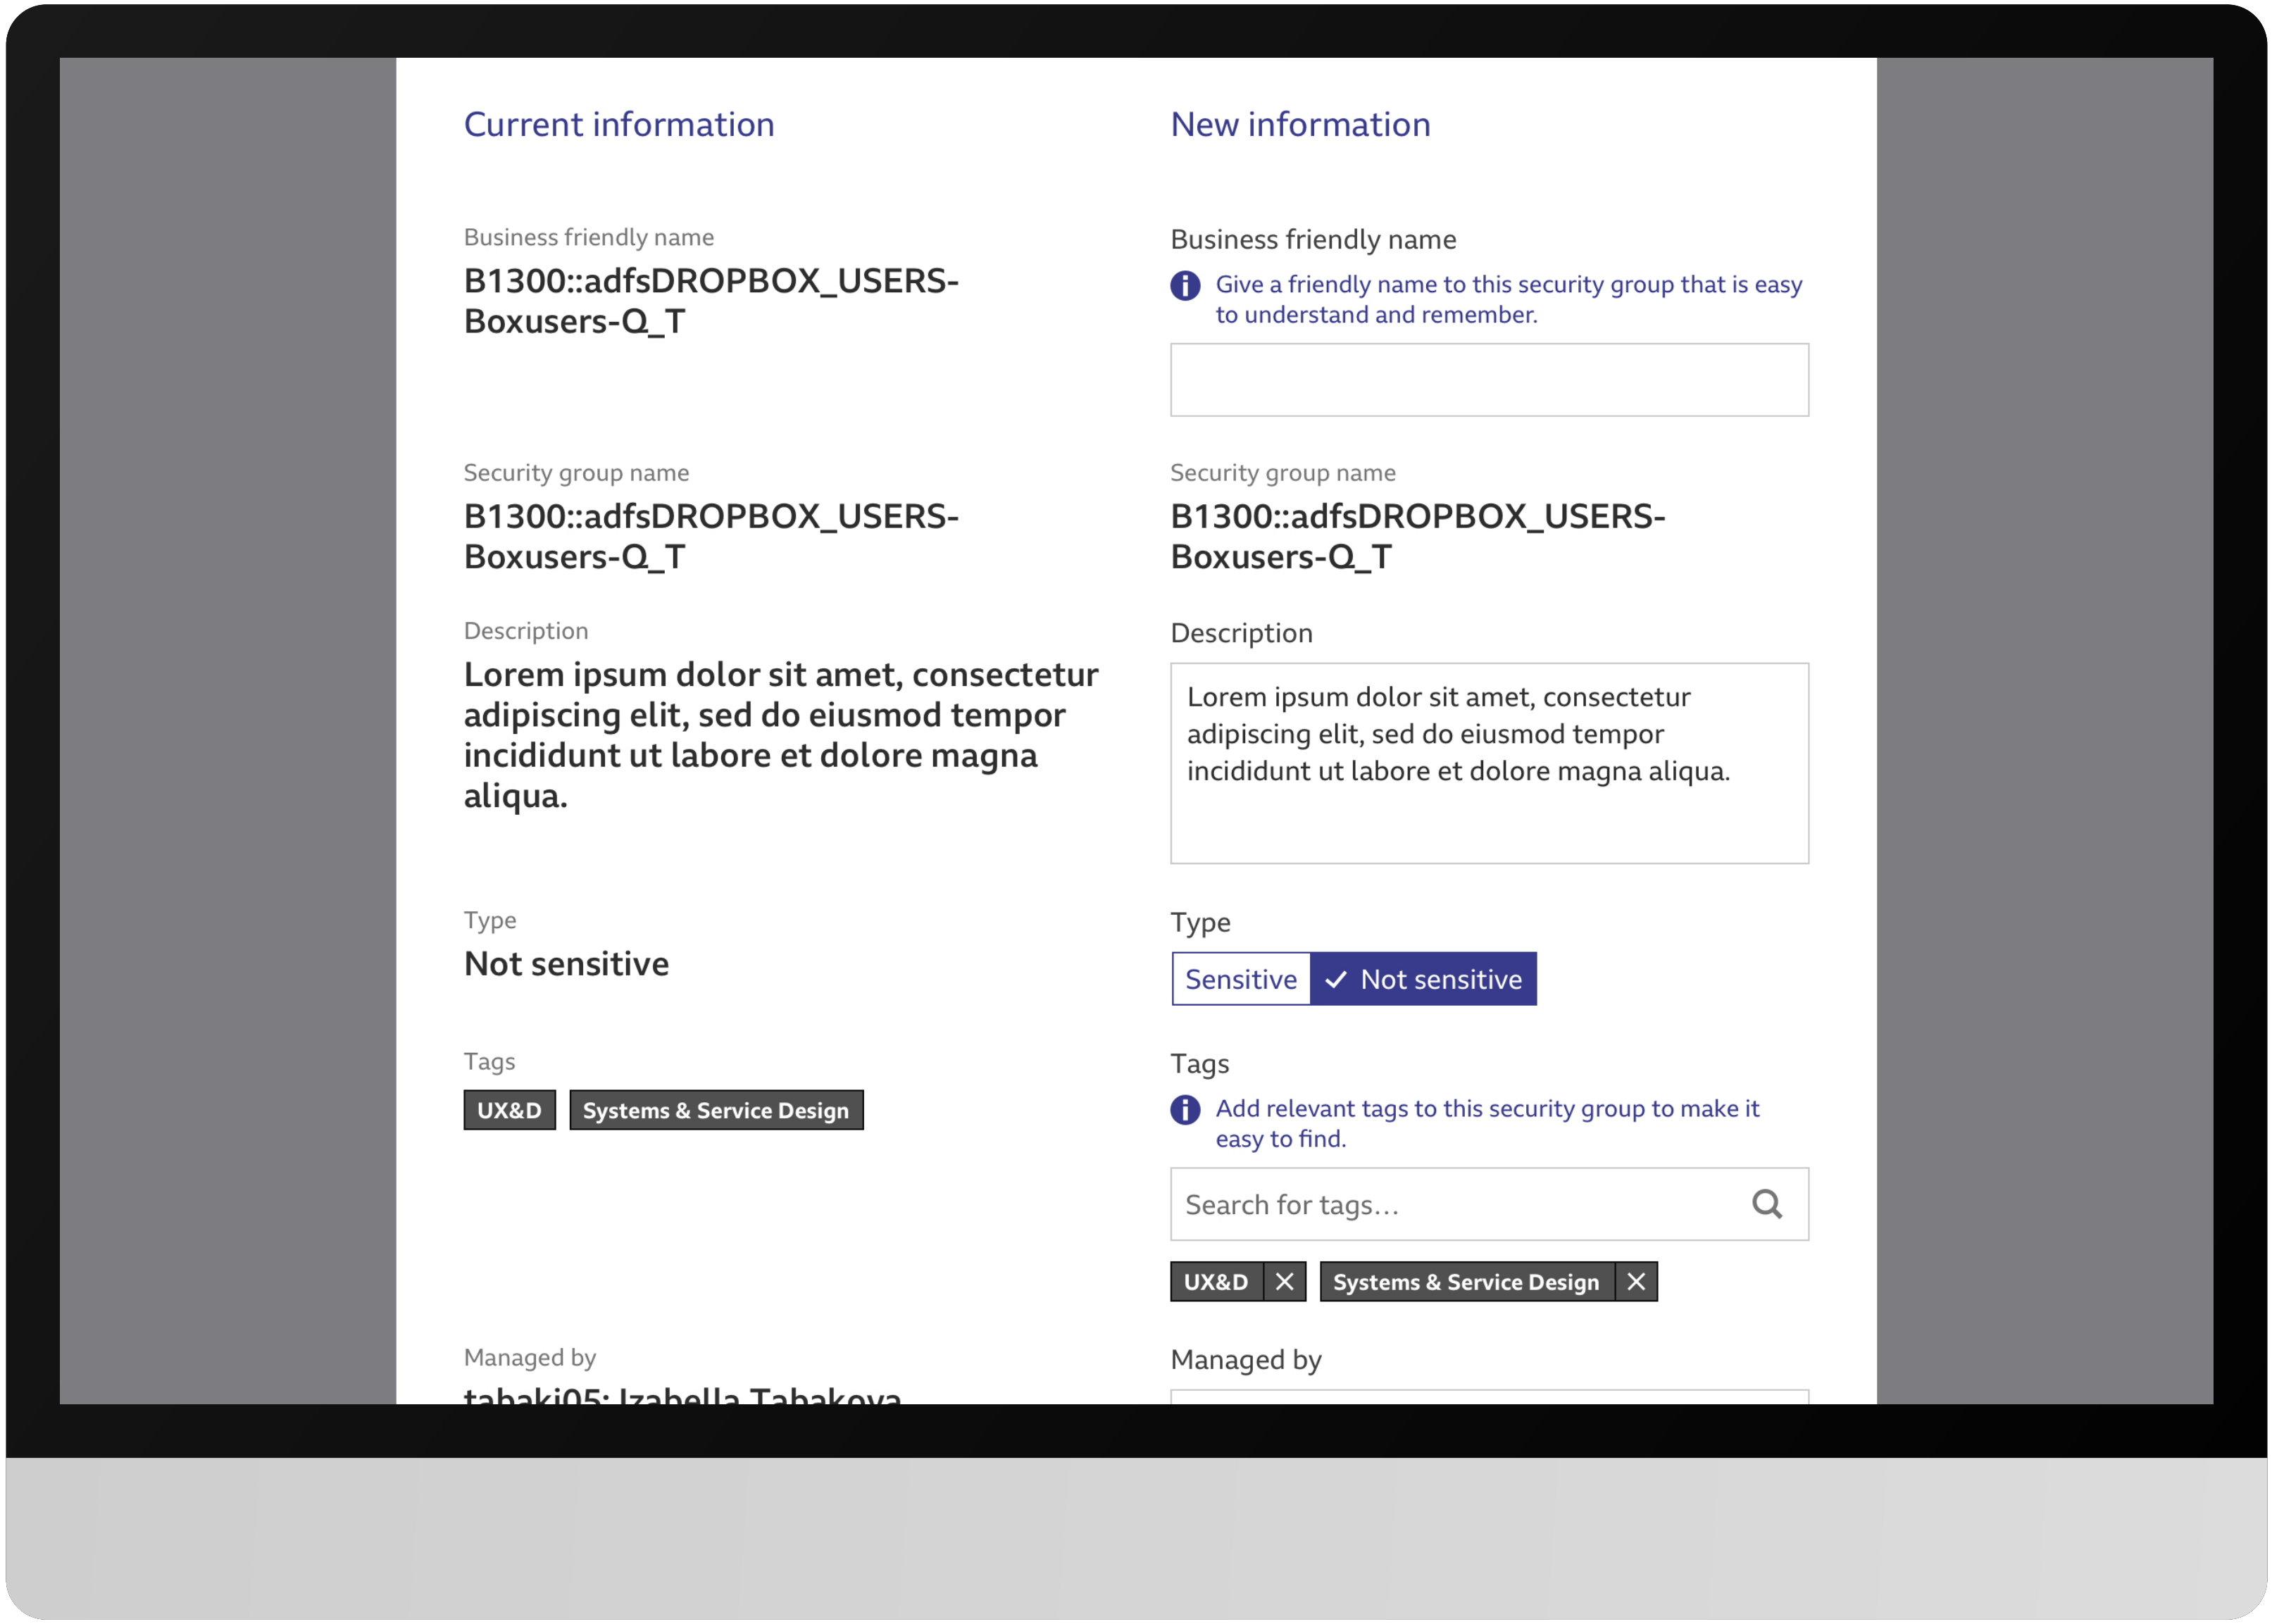 Current information
Business friendly name
B1300::adfsDROPBOX_USERS-
Boxusers-Q_T
Security group name
B1300::adfsDROPBOX_USERS-
Boxusers-Q_T
Description
Lorem ipsum dolor sit amet, consectetur
adipiscing elit, sed do eiusmod tempor
incididunt ut labore et dolore magna
aliqua.
Type
Not sensitive
Tags
UX&D Systems & Service Design
Managed by
tabaki05: Izabella Tabakova
New information
Business friendly name
Give a friendly name to this security group that is easy
to understand and remember.
Security group name
B1300::adfsDROPBOX_USERS-
Boxusers-Q_T
Description
Lorem ipsum dolor sit amet, consectetur
adipiscing elit, sed do eiusmod tempor
incididunt ut labore et dolore magna aliqua.
Type
Sensitive Not sensitive
Tags
Add relevant tags to this security group to make it
easy to find.
Search for tags...
UX&D Systems & Service Design
Managed by